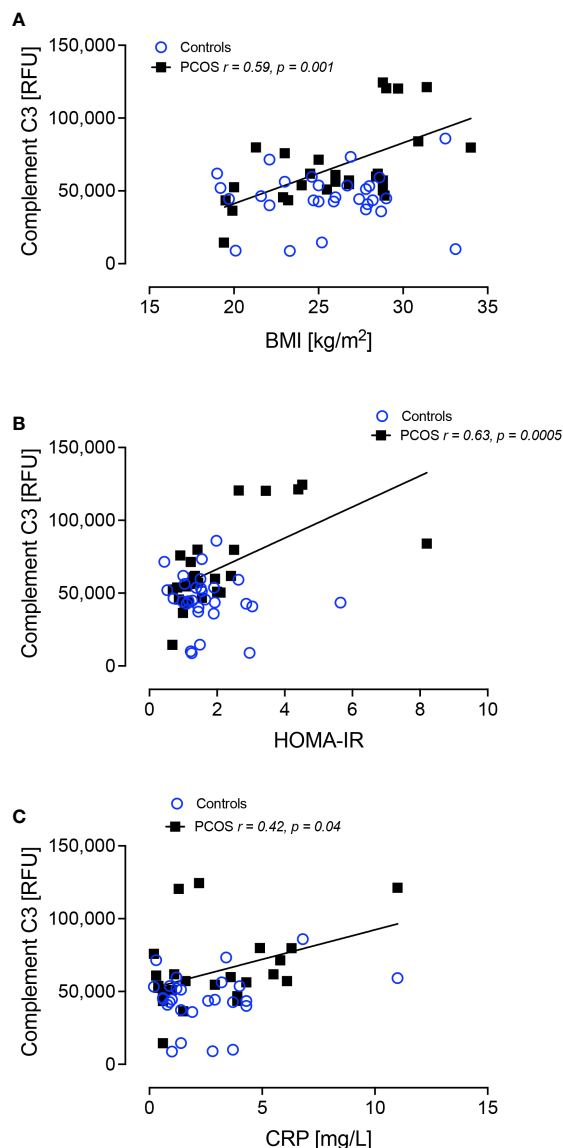 A
Controls
PCOS r = 0.59, p = 0.001
Complement C3 [RFU]
150,000
100,000
50,000
0
15 20 25 30 35
BMI [kg/m²]
B
Controls
PCOS r = 0.63, p = 0.0005
Complement C3 [RFU]
150,000
100,000
50,000
0
0 2 4 6 8 10
HOMA-IR
C
Controls
PCOS r = 0.42, p = 0.04
Complement C3 [RFU]
150,000
100,000
50,000
0
0 5 10 15
CRP [mg/L]